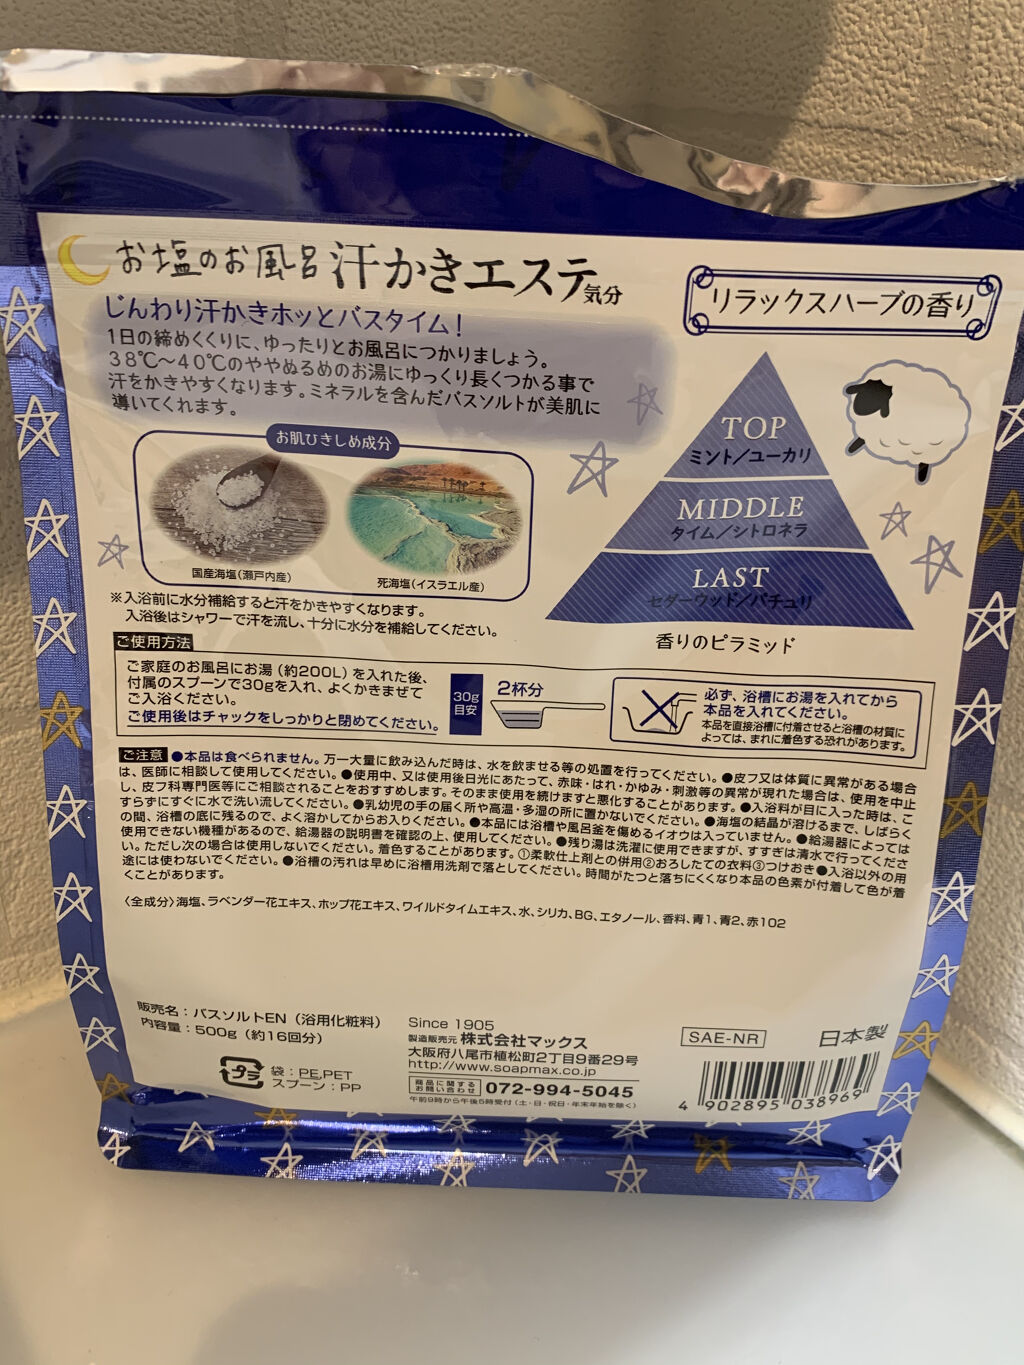 お塩のお風呂 汗かきエステ気分
リラックスハーブの香り
じんわり汗かきホッとバスタイム!
1日の締めくくりに、ゆったりとお風呂につかりましょう。
38℃〜40℃のややぬるめのお湯にゆっくり長くつかる事で
汗をかきやすくなります。ミネラルを含んだバスソルトが美肌に
導いてくれます。
お肌ひきしめ成分
国産海塩(瀬戸内産)
死海塩(イスラエル産)
TOP
ミント/ユーカリ
MIDDLE
タイム/シトロネラ
LAST
セダーウッド/パチュリ
香りのピラミッド
※入浴前に水分補給すると汗をかきやすくなります。
入浴後はシャワーで汗を流し、十分に水分を補給してください。
ご使用方法
ご家庭のお風呂にお湯(約200L)を入れた後、
付属のスプーンで30gを入れ、よくかきまぜて
ご入浴ください。
ご使用後はチャックをしっかりと閉めてください。
30g
目安
2杯分
必ず、浴槽にお湯を入れてから
本品を入れてください。
本品を直接浴槽に付着させると浴槽の材質に
よっては、まれに着色する恐れがあります。
ご注意 ●本品は食べられません。万一大量に飲み込んだ時は、水を飲ませる等の処置を行ってください。●皮フ又は体質に異常がある場合
は、医師に相談して使用してください。●使用中、又は使用後日光にあたって、赤味・はれ・かゆみ・刺激等の異常が現れた場合は、使用を中止
し、皮フ科専門医等にご相談されることをおすすめします。そのまま使用を続けますと悪化することがあります。●入浴料が目に入った時は、こ
すらずにすぐに水で洗い流してください。●乳幼児の手の届く所や高温・多湿の所に置かないでください。●海塩の結晶が溶けるまで、しばらく
の間、浴槽の底に残るので、よく溶かしてからお入りください。●本品には浴槽や風呂釜を傷めるイオウは入っていません。●給湯器によっては
使用できない機種があるので、給湯器の説明書を確認の上、使用してください。●残り湯は洗濯に使用できますが、すすぎは清水で行ってくださ
い。ただし次の場合は使用しないでください。着色することがあります。①柔軟仕上剤との併用②おろしたての衣料③つけおき●入浴以外の用
途には使わないでください。●浴槽の汚れは早めに浴槽用洗剤で落としてください。時間がたつと落ちにくくなり本品の色素が付着して色が着
くことがあります。
〈全成分〉海塩、ラベンダー花エキス、ホップ花エキス、ワイルドタイムエキス、水、シリカ、BG、エタノール、香料、青1、青2、赤102
販売名:バスソルトEN(浴用化粧料)
内容量:500g(約16回分)
プラ
袋:PE,PET
スプーン:PP
Since 1905
製造販売元 株式会社マックス
大阪府八尾市植松町2丁目9番29号
http://www.soapmax.co.jp
商品に関する
お問い合わせ 072-994-5045
午前9時から午後5時受付(土・日・祝日・年末年始を除く)
SAE-NR
日本製
4 902895 038969